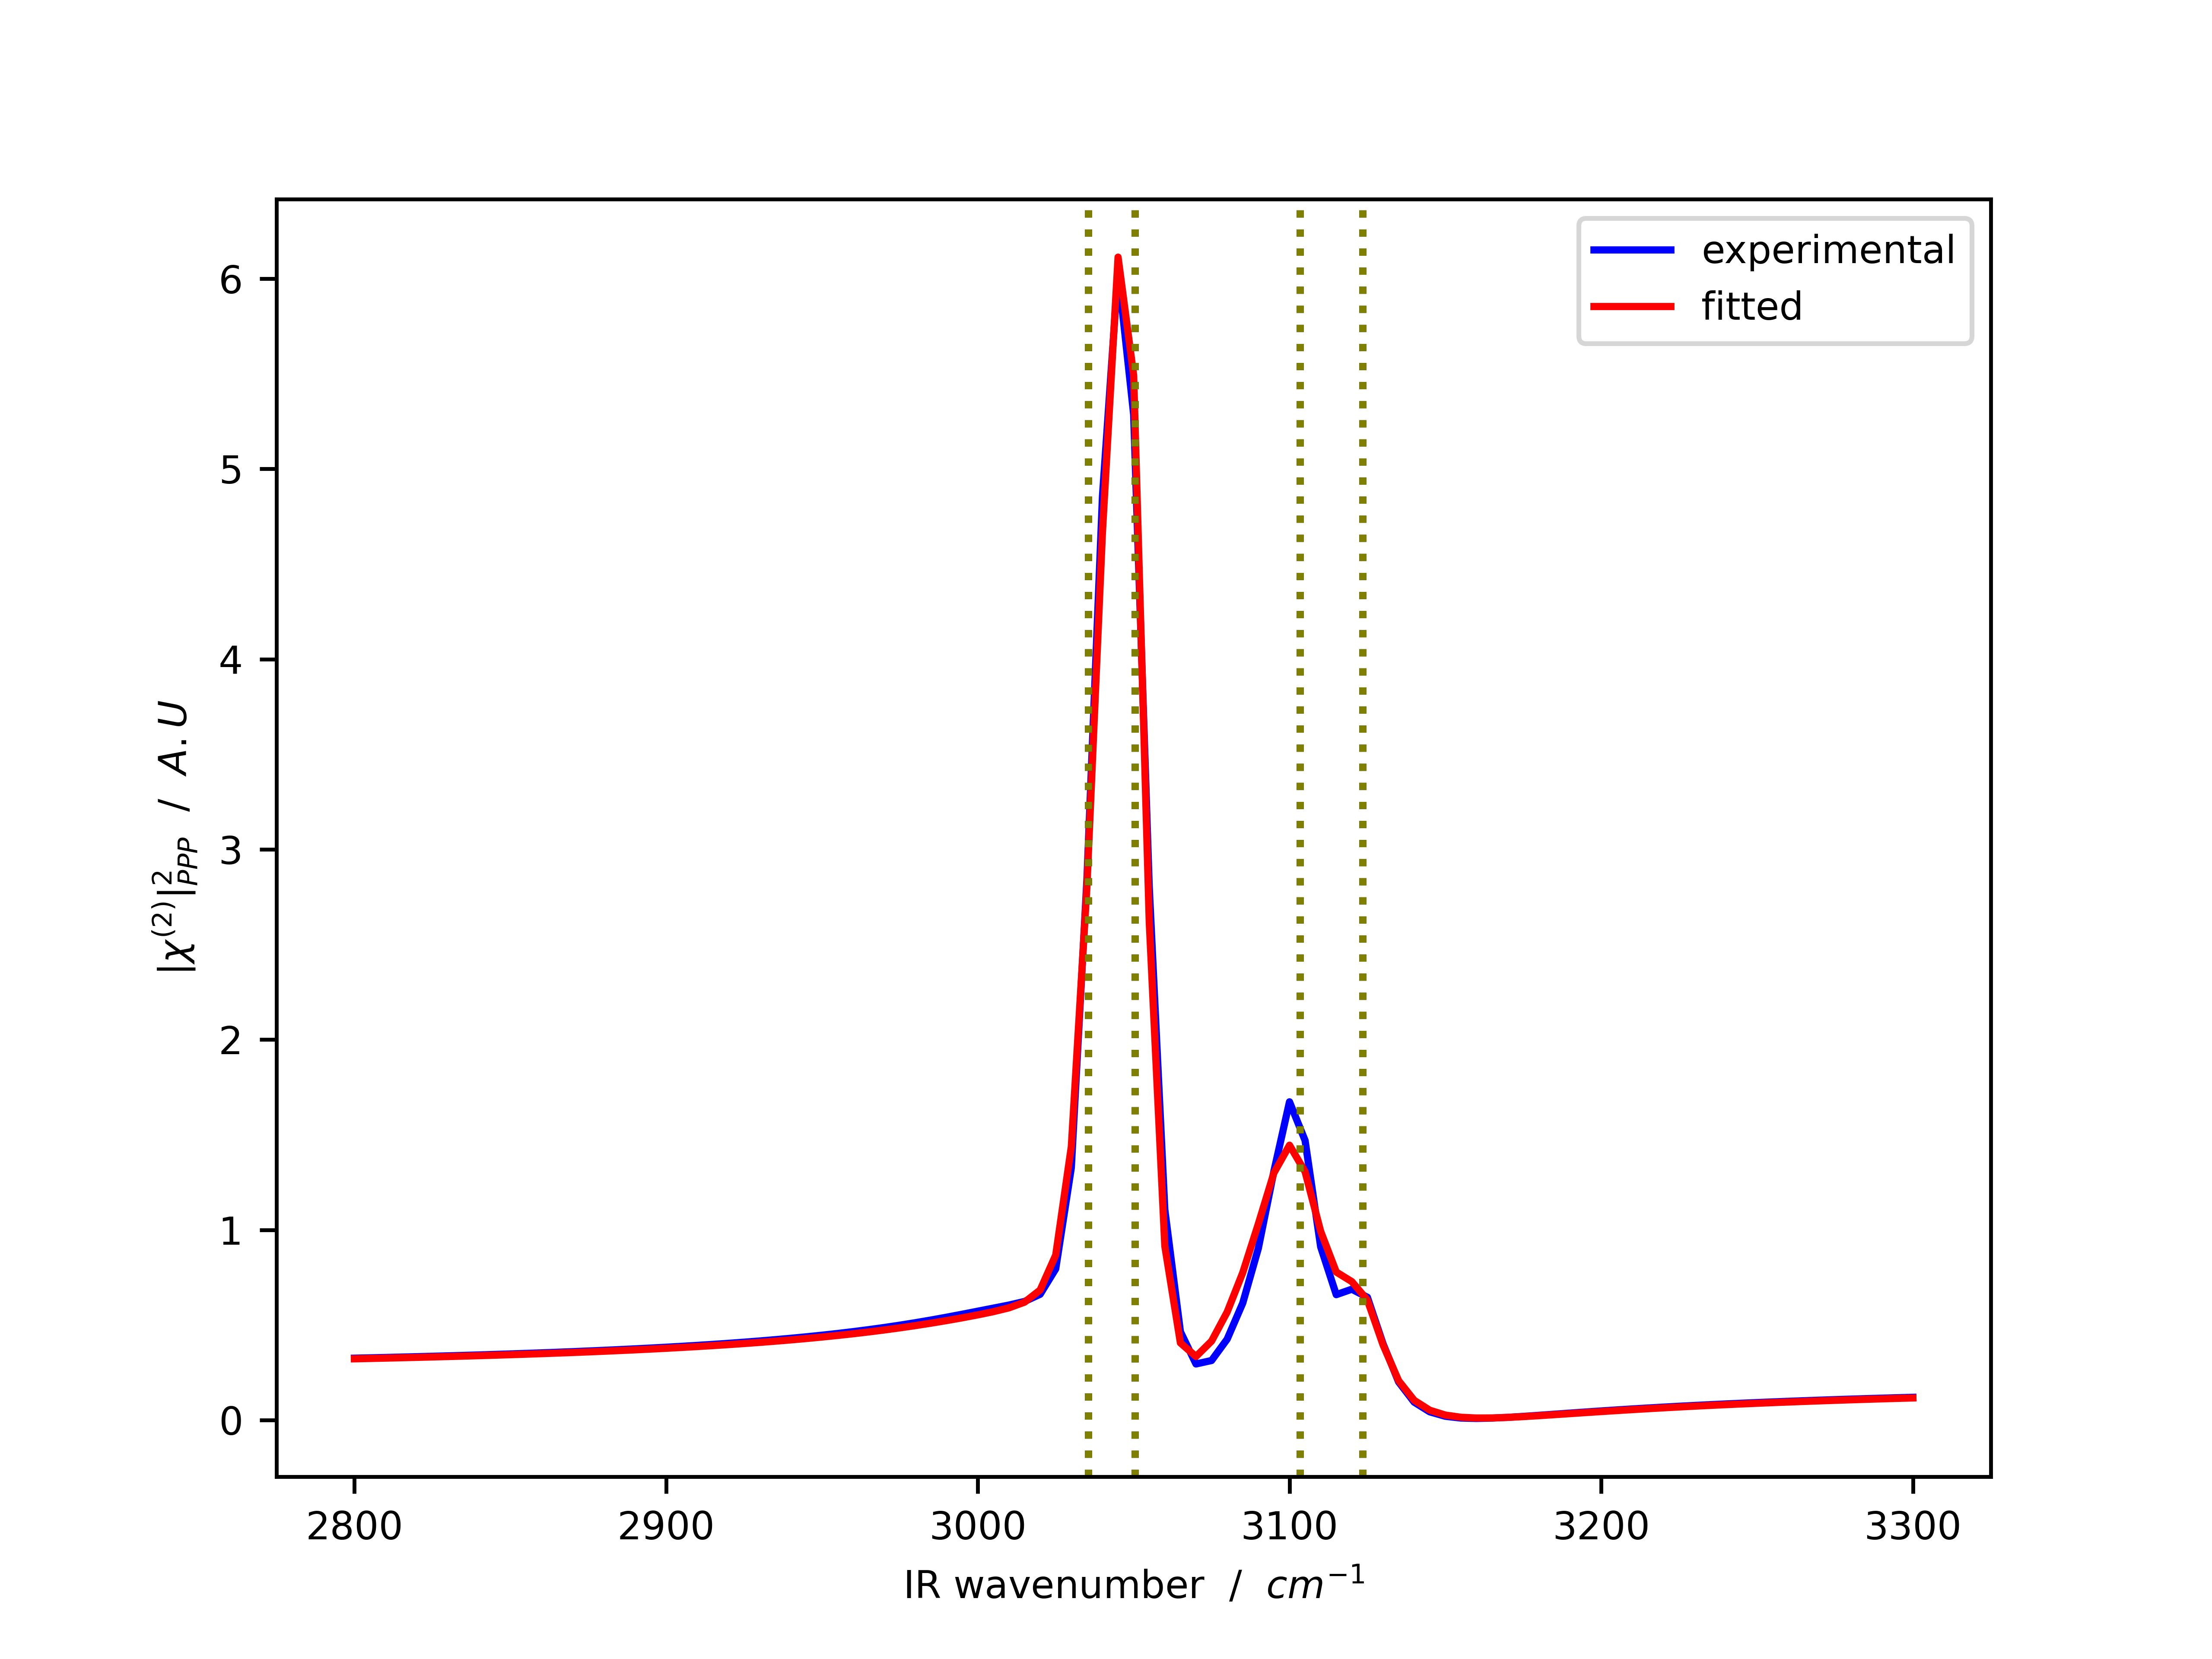 experimental
fitted
6
5
4
3
2
1
0
|χ⁽²⁾|²_PPP / A.U
2800 2900 3000 3100 3200 3300
IR wavenumber / cm⁻¹